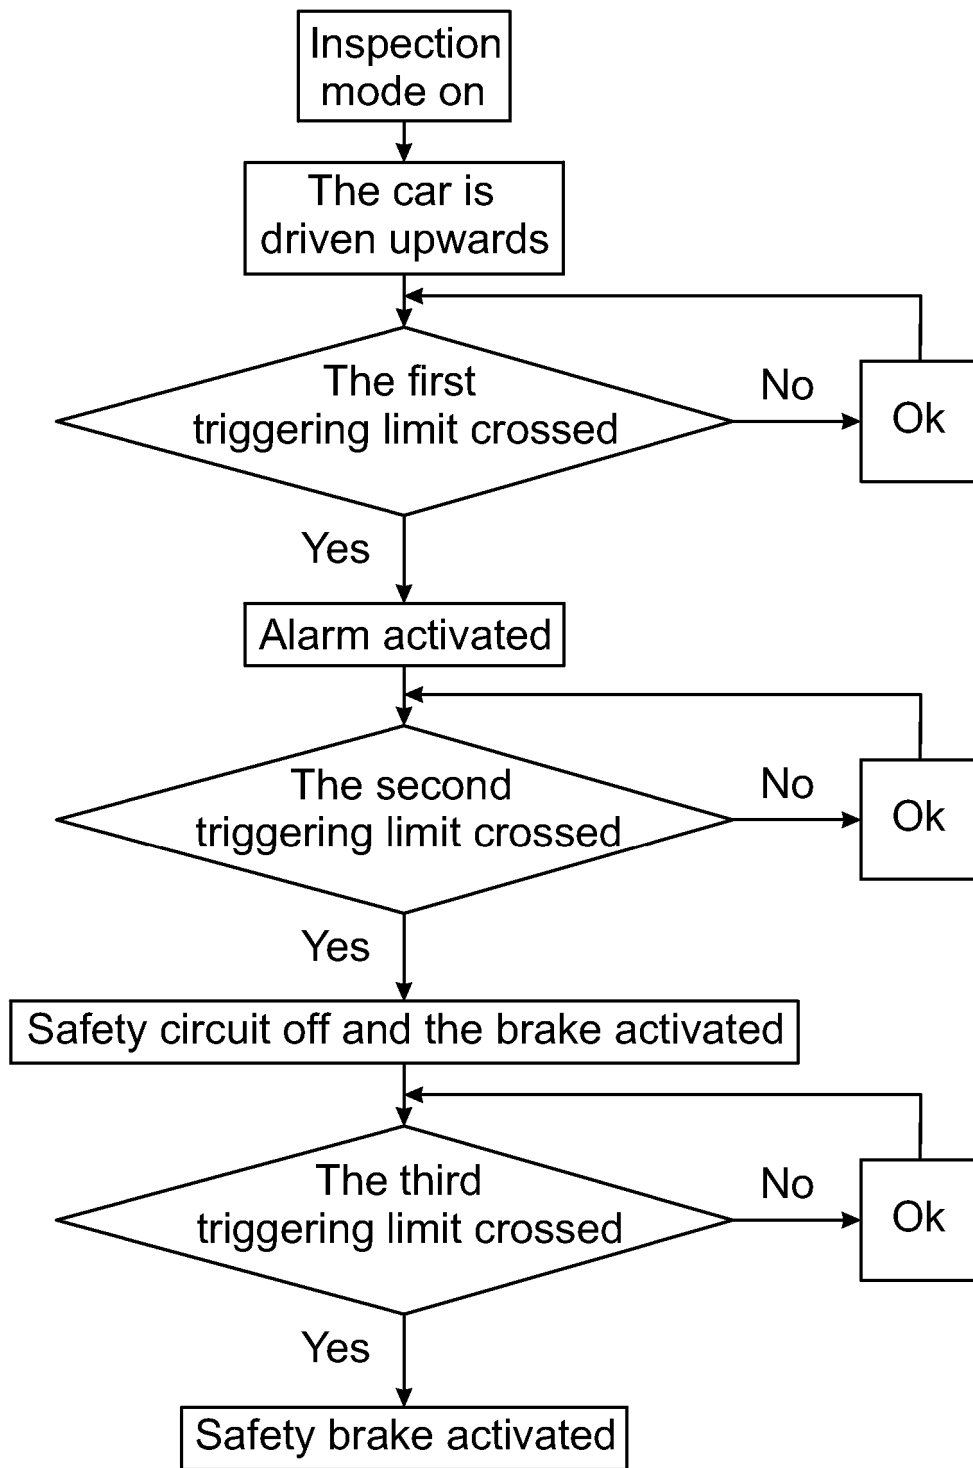 Inspection
mode on
The car is
driven upwards
The first
triggering limit crossed
No
Ok
Yes
Alarm activated
The second
triggering limit crossed
No
Ok
Yes
Safety circuit off and the brake activated
The third
triggering limit crossed
No
Ok
Yes
Safety brake activated